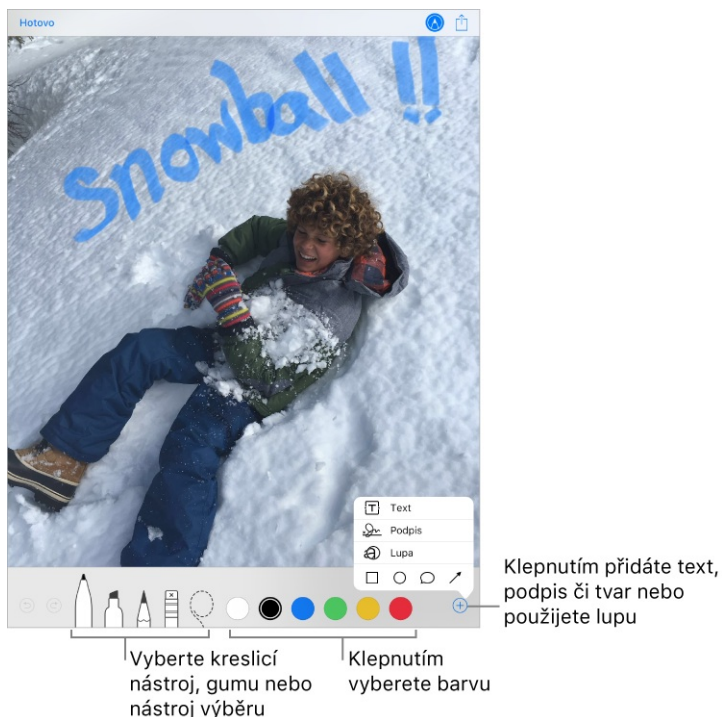 Hotovo
snowball !!
Text
Podpis
Lupa
Klepnutím přidáte text,
podpis či tvar nebo
použijete lupu
Vyberte kreslicí
nástroj, gumu nebo
nástroj výběru
Klepnutím
vyberete barvu